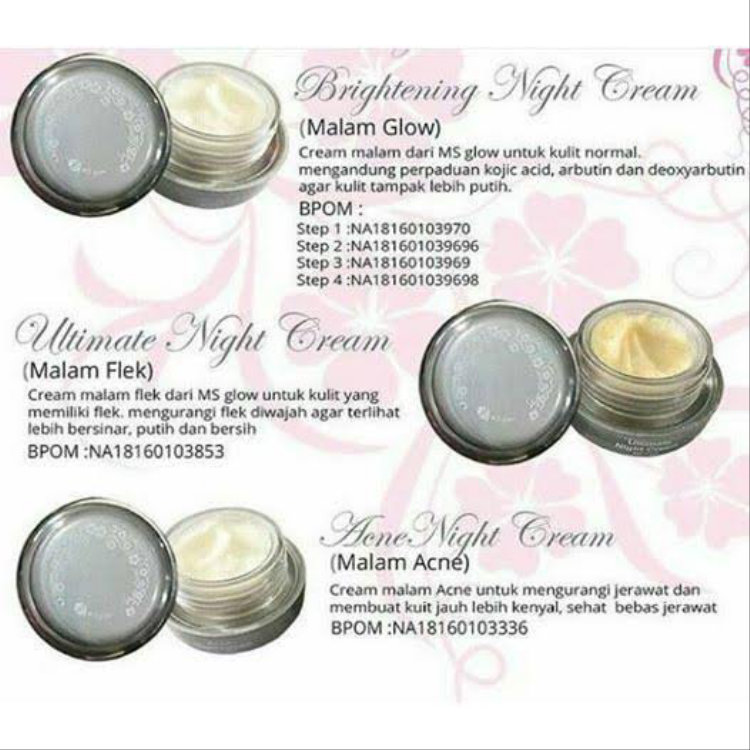 Brightening Night Cream
(Malam Glow)
Cream malam dari MS glow untuk kulit normal.
mengandung perpaduan kojic acid, arbutin dan deoxyarbutin
agar kulit tampak lebih putih.
BPOM :
Step 1 :NA18160103970
Step 2 :NA181601039696
Step 3 :NA18160103969
Step 4 :NA181601039698
Ultimate Night Cream
(Malam Flek)
Cream malam flek dari MS glow untuk kulit yang
memiliki flek. mengurangi flek diwajah agar terlihat
lebih bersinar, putih dan bersih
BPOM :NA18160103853
Ultimate
Night Cream
Acne Night Cream
(Malam Acne)
Cream malam Acne untuk mengurangi jerawat dan
membuat kuit jauh lebih kenyal, sehat bebas jerawat
BPOM :NA18160103336